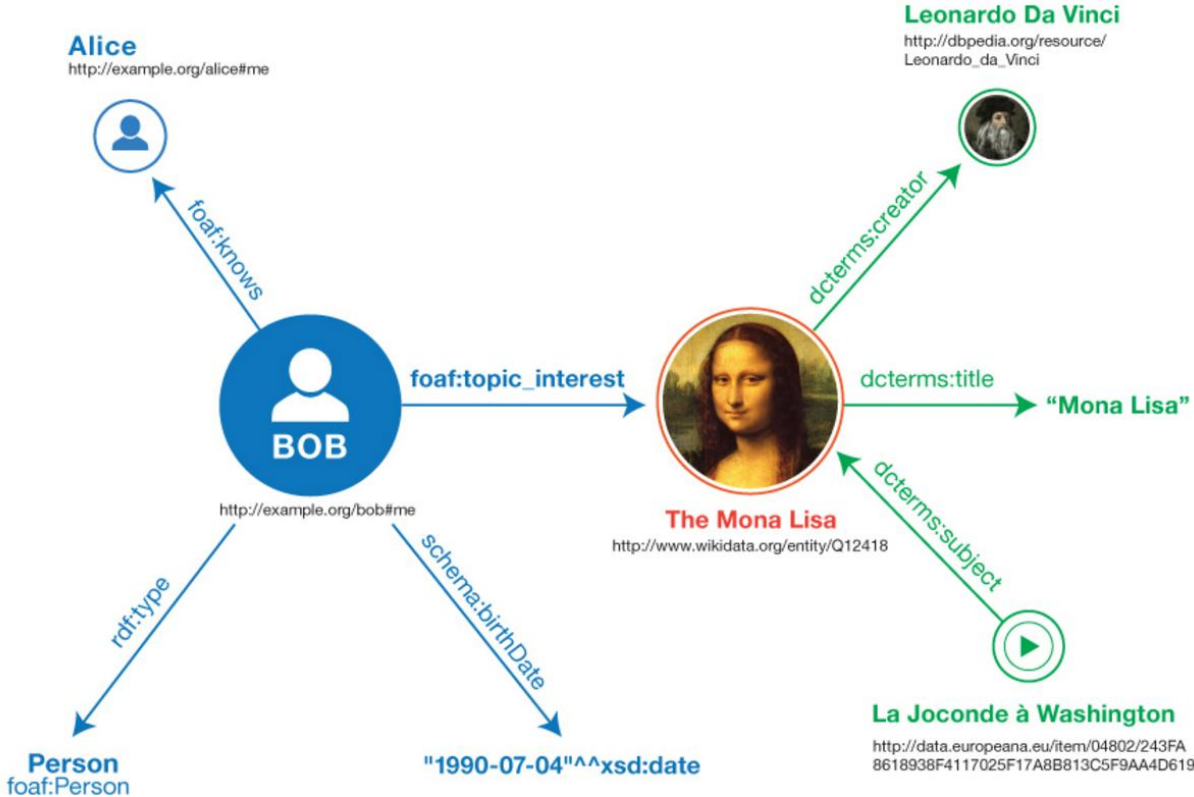 Alice
http://example.org/alice#me
Leonardo Da Vinci
http://dbpedia.org/resource/
Leonardo_da_Vinci
foaf:knows
dcterms:creator
BOB
http://example.org/bob#me
foaf:topic_interest
dcterms:title
“Mona Lisa”
The Mona Lisa
http://www.wikidata.org/entity/Q12418
dcterms:subject
rdf:type
schema:birthDate
La Joconde à Washington
http://data.europeana.eu/item/04802/243FA
8618938F4117025F17A8B813C5F9AA4D619
Person
foaf:Person
"1990-07-04"^^xsd:date